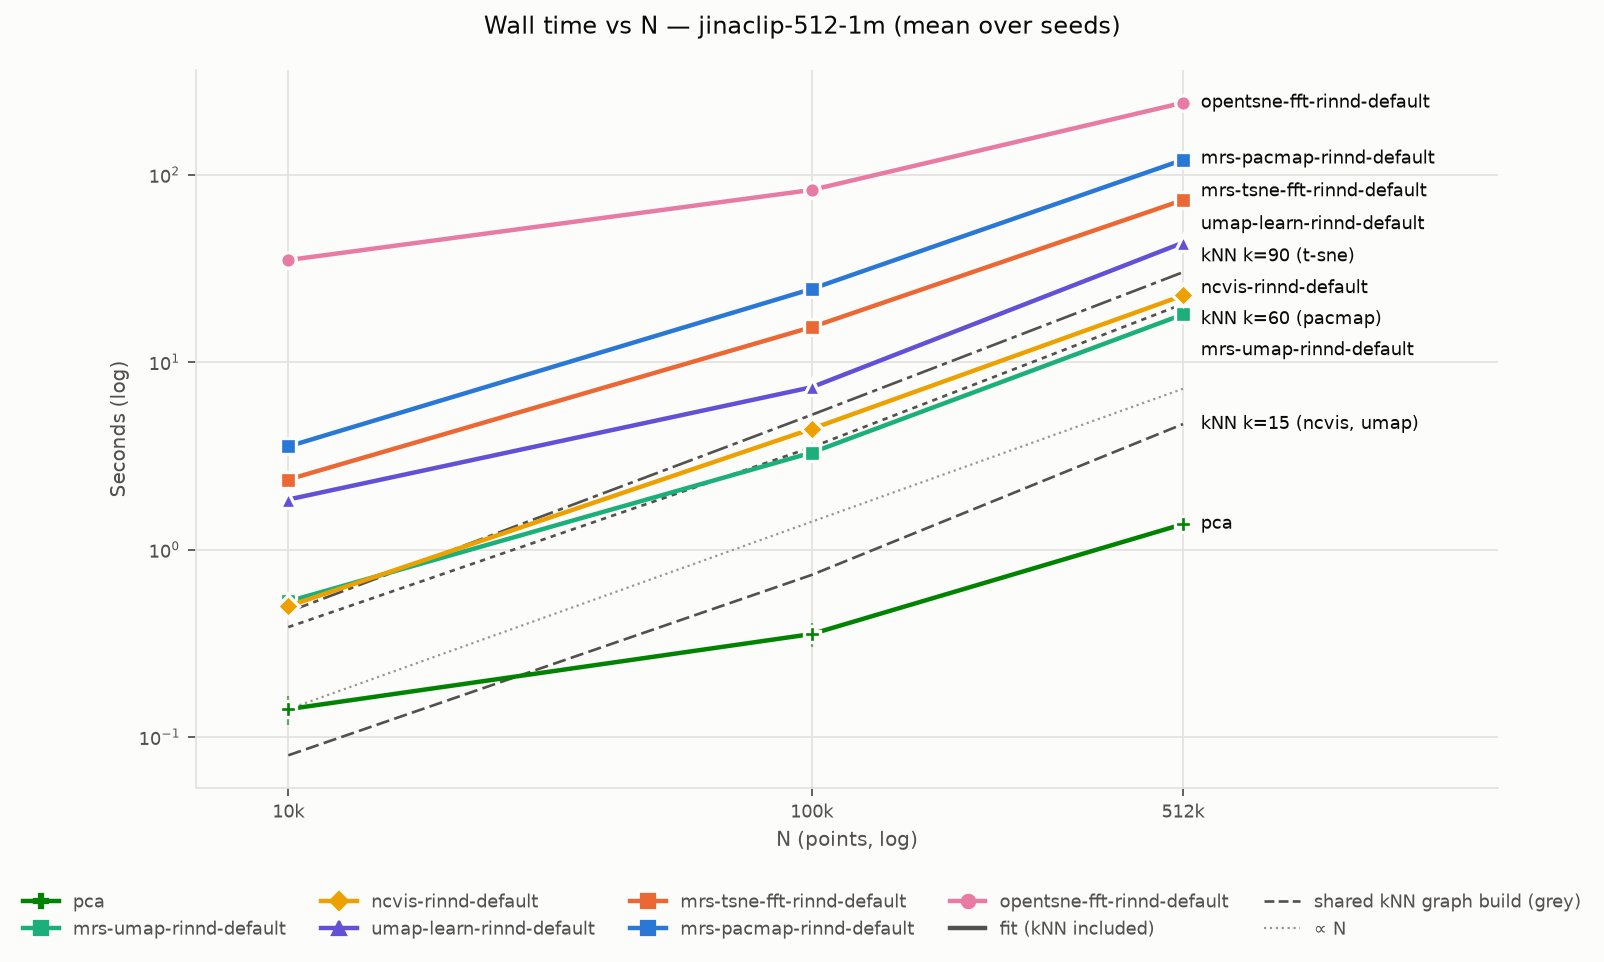 Wall time vs N — jinaclip-512-1m (mean over seeds)
opentsne-fft-rinnd-default
mrs-pacmap-rinnd-default
mrs-tsne-fft-rinnd-default
umap-learn-rinnd-default
kNN k=90 (t-sne)
ncvis-rinnd-default
kNN k=60 (pacmap)
mrs-umap-rinnd-default
kNN k=15 (ncvis, umap)
pca
Seconds (log)
10²
10¹
10⁰
10⁻¹
10k 100k 512k
N (points, log)
pca ncvis-rinnd-default mrs-tsne-fft-rinnd-default opentsne-fft-rinnd-default shared kNN graph build (grey)
mrs-umap-rinnd-default umap-learn-rinnd-default mrs-pacmap-rinnd-default fit (kNN included) ∝ N